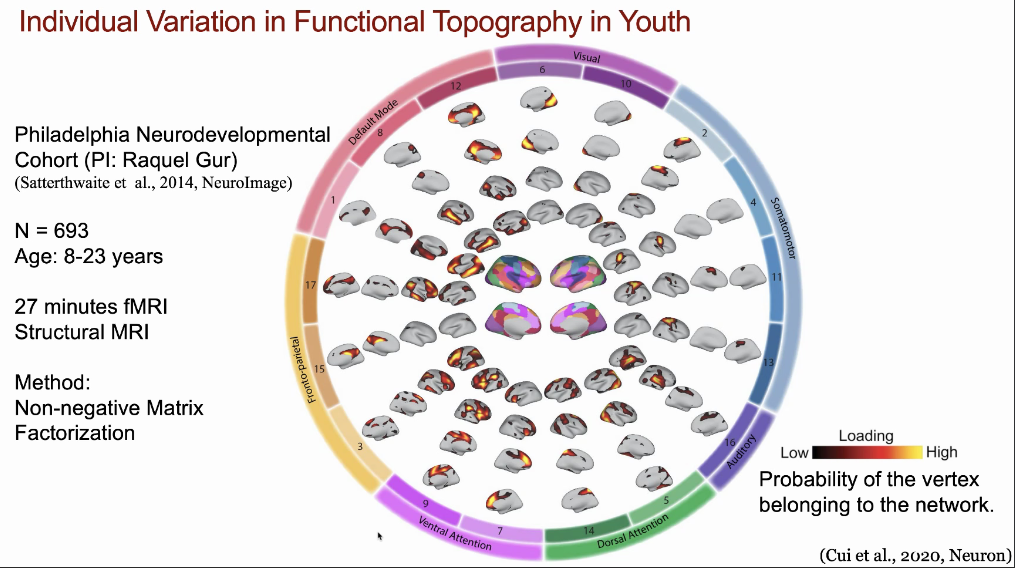 Individual Variation in Functional Topography in Youth
Philadelphia Neurodevelopmental
Cohort (PI: Raquel Gur)
(Satterthwaite et al., 2014, NeuroImage)
N = 693
Age: 8-23 years
27 minutes fMRI
Structural MRI
Method:
Non-negative Matrix
Factorization
Visual
6
10
Somatomotor
2
4
11
13
Auditory
16
Dorsal Attention
5
14
Ventral Attention
7
9
Fronto-parietal
3
15
17
Default Mode
1
8
12
Loading
Low
High
Probability of the vertex
belonging to the network.
(Cui et al., 2020, Neuron)